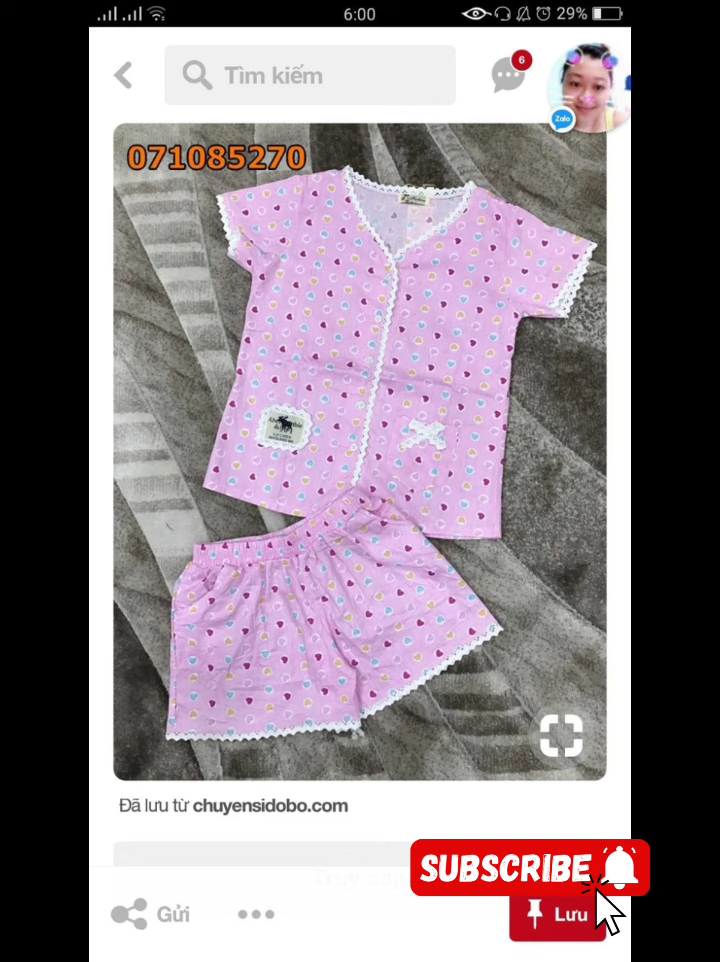 6:00
29%
Tìm kiếm
6
Zalo
071085270
Đã lưu từ chuyensidobo.com
SUBSCRIBE
Gửi
Lưu